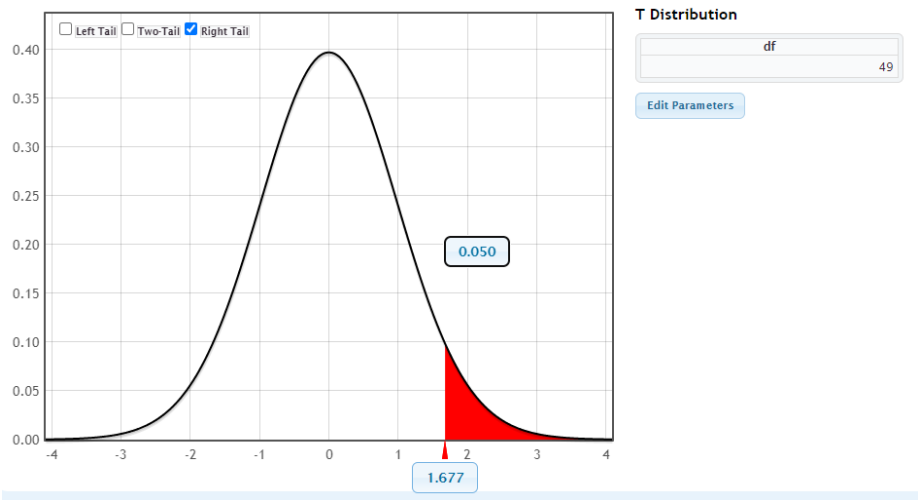 T Distribution
Left Tail Two-Tail Right Tail
df
49
Edit Parameters
0.40
0.35
0.30
0.25
0.20
0.15
0.10
0.05
0.00
0.050
-4 -3 -2 -1 0 1 2 3 4
1.677